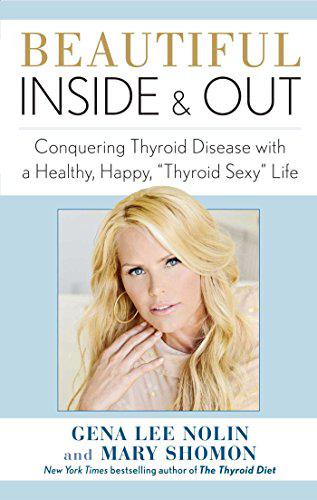 BEAUTIFUL
INSIDE & OUT
Conquering Thyroid Disease with
a Healthy, Happy, "Thyroid Sexy" Life
GENA LEE NOLIN
and MARY SHOMON
New York Times bestselling author of The Thyroid Diet